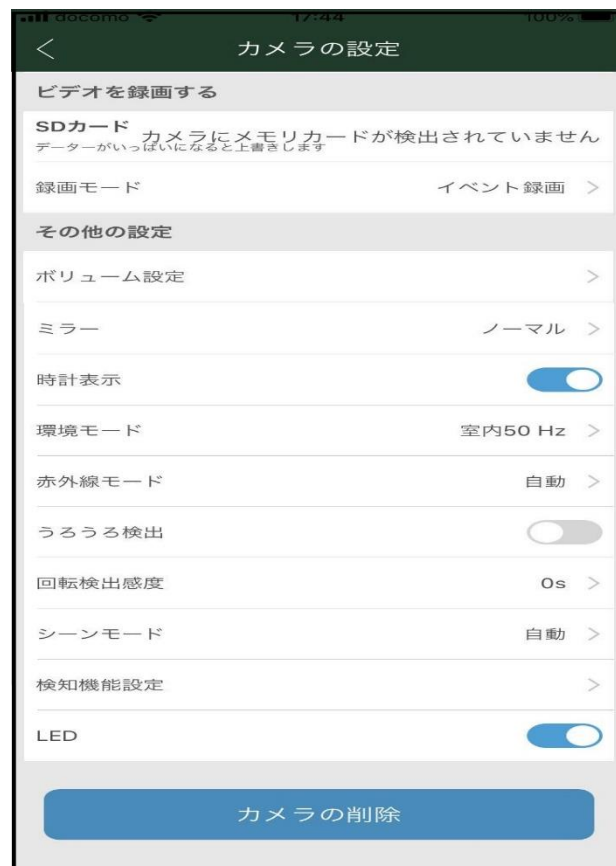 docomo 17:44 100%
カメラの設定
ビデオを録画する
SDカード カメラにメモリカードが検出されていません
データーがいっぱいになると上書きします
録画モード イベント録画 >
その他の設定
ボリューム設定 >
ミラー ノーマル >
時計表示
環境モード 室内50 Hz >
赤外線モード 自動 >
うろうろ検出
回転検出感度 0s >
シーンモード 自動 >
検知機能設定 >
LED
カメラの削除